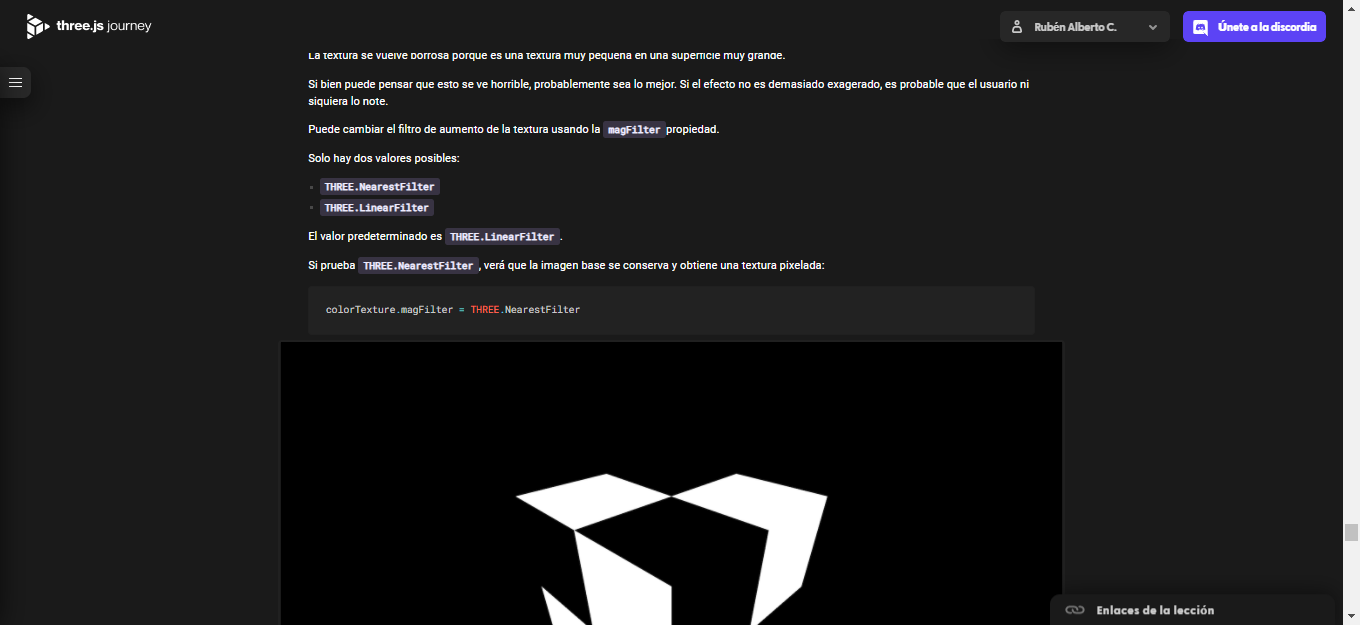 three.js journey
Rubén Alberto C.
Únete a la discordia
La textura se vuelve borrosa porque es una textura muy pequeña en una superficie muy grande.
Si bien puede pensar que esto se ve horrible, probablemente sea lo mejor. Si el efecto no es demasiado exagerado, es probable que el usuario ni
siquiera lo note.
Puede cambiar el filtro de aumento de la textura usando la magFilter propiedad.
Solo hay dos valores posibles:
THREE.NearestFilter
THREE.LinearFilter
El valor predeterminado es THREE.LinearFilter.
Si prueba THREE.NearestFilter, verá que la imagen base se conserva y obtiene una textura pixelada:
colorTexture.magFilter = THREE.NearestFilter
Enlaces de la lección